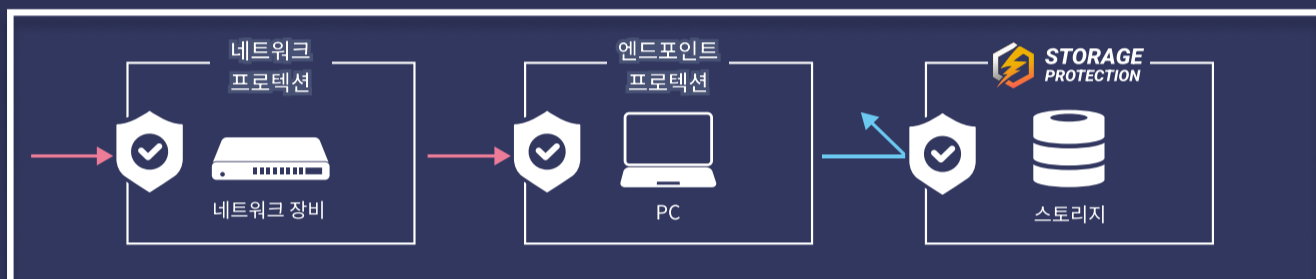 네트워크
프로텍션
네트워크 장비
엔드포인트
프로텍션
PC
STORAGE
PROTECTION
스토리지